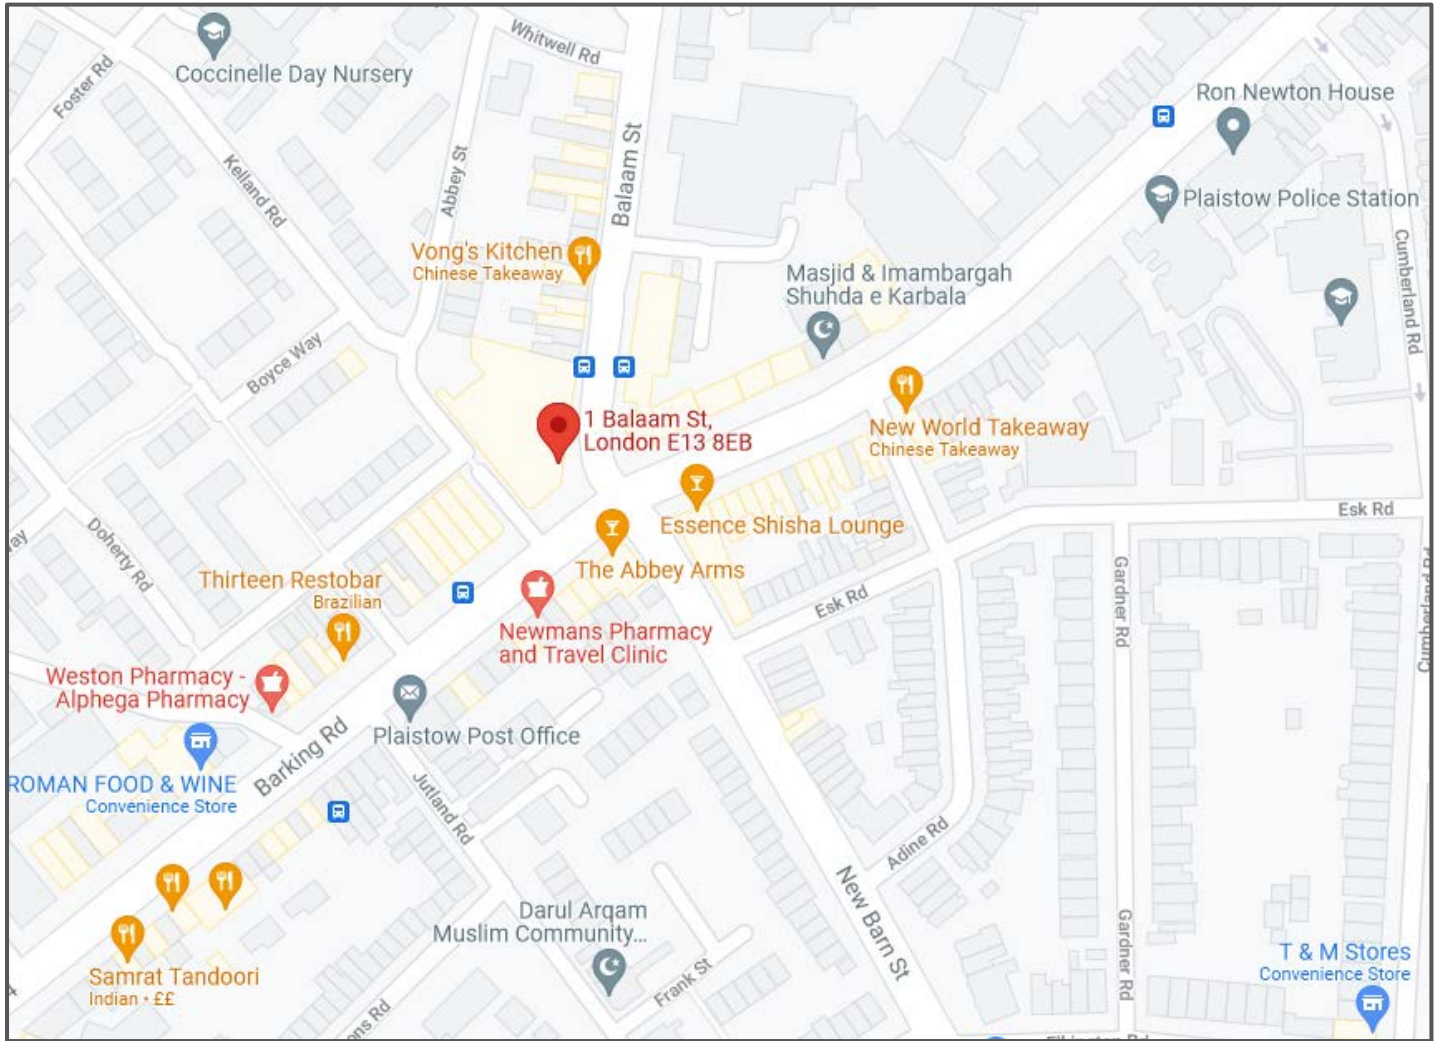 Whitwell Rd
Coccinelle Day Nursery
Foster Rd
Ron Newton House
Balaam St
Kelland Rd
Abbey St
Plaistow Police Station
Vong's Kitchen
Chinese Takeaway
Masjid & Imambargah
Shuhda e Karbala
Cumberland Rd
Boyce Way
1 Balaam St,
London E13 8EB
New World Takeaway
Chinese Takeaway
Essence Shisha Lounge
Esk Rd
Doherty Rd
The Abbey Arms
Thirteen Restobar
Brazilian
Esk Rd
Gardner Rd
Cumberland Rd
Newmans Pharmacy
and Travel Clinic
Weston Pharmacy -
Alphega Pharmacy
Plaistow Post Office
Barking Rd
ROMAN FOOD & WINE
Convenience Store
Jutland Rd
Adine Rd
New Barn St
Darul Arqam
Muslim Community...
Gardner Rd
T & M Stores
Convenience Store
Samrat Tandoori
Indian • ££
Frank St